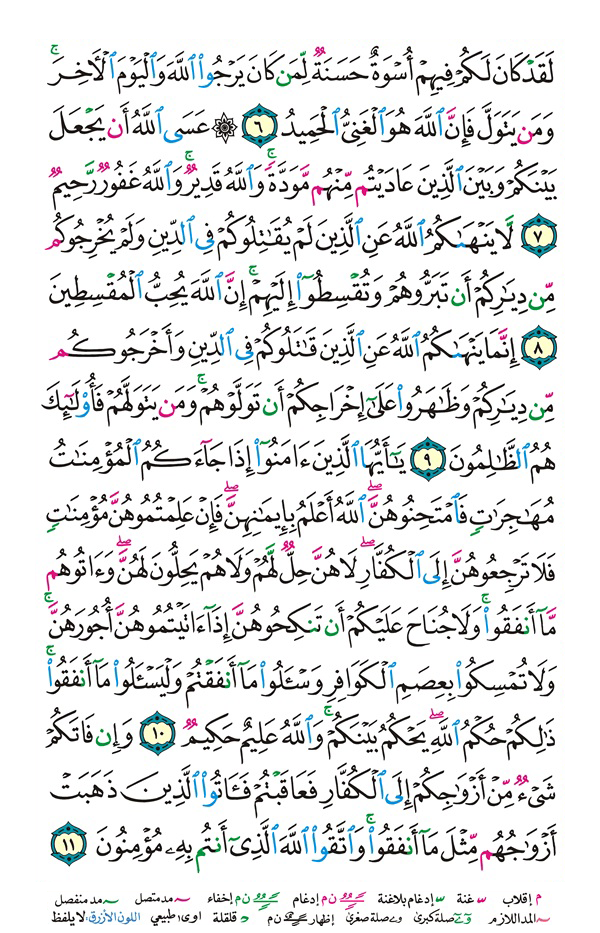 لَقَدْ كَانَ لَكُمْ فِيهِمْ أُسْوَةٌ حَسَنَةٌ لِّمَن كَانَ يَرْجُوا۟ ٱللَّهَ وَٱلْيَوْمَ ٱلْأَخِرَ ۚ
وَمَن يَتَوَلَّ فَإِنَّ ٱللَّهَ هُوَ ٱلْغَنِىُّ ٱلْحَمِيدُ ٦ ۞ عَسَى ٱللَّهُ أَن يَجْعَلَ
بَيْنَكُمْ وَبَيْنَ ٱلَّذِينَ عَادَيْتُم مِّنْهُم مَّوَدَّةً ۚ وَٱللَّهُ قَدِيرٌ ۚ وَٱللَّهُ غَفُورٌ رَّحِيمٌ
٧ لَّا يَنْهَىٰكُمُ ٱللَّهُ عَنِ ٱلَّذِينَ لَمْ يُقَـٰتِلُوكُمْ فِى ٱلدِّينِ وَلَمْ يُخْرِجُوكُم
مِّن دِيَـٰرِكُمْ أَن تَبَرُّوهُمْ وَتُقْسِطُوٓا۟ إِلَيْهِمْ ۚ إِنَّ ٱللَّهَ يُحِبُّ ٱلْمُقْسِطِينَ
٨ إِنَّمَا يَنْهَىٰكُمُ ٱللَّهُ عَنِ ٱلَّذِينَ قَـٰتَلُوكُمْ فِى ٱلدِّينِ وَأَخْرَجُوكُم
مِّن دِيَـٰرِكُمْ وَظَـٰهَرُوا۟ عَلَىٰٓ إِخْرَاجِكُمْ أَن تَوَلَّوْهُمْ ۚ وَمَن يَتَوَلَّهُمْ فَأُو۟لَـٰٓئِكَ
هُمُ ٱلظَّـٰلِمُونَ ٩ يَـٰٓأَيُّهَا ٱلَّذِينَ ءَامَنُوٓا۟ إِذَا جَآءَكُمُ ٱلْمُؤْمِنَـٰتُ
مُهَـٰجِرَٰتٍ فَٱمْتَحِنُوهُنَّ ۖ ٱللَّهُ أَعْلَمُ بِإِيمَـٰنِهِنَّ ۖ فَإِنْ عَلِمْتُمُوهُنَّ مُؤْمِنَـٰتٍ
فَلَا تَرْجِعُوهُنَّ إِلَى ٱلْكُفَّارِ ۖ لَا هُنَّ حِلٌّ لَّهُمْ وَلَا هُمْ يَحِلُّونَ لَهُنَّ ۖ وَءَاتُوهُم
مَّآ أَنفَقُوا۟ ۚ وَلَا جُنَاحَ عَلَيْكُمْ أَن تَنكِحُوهُنَّ إِذَآ ءَاتَيْتُمُوهُنَّ أُجُورَهُنَّ ۚ
وَلَا تُمْسِكُوا۟ بِعِصَمِ ٱلْكَوَافِرِ وَسْـَٔلُوا۟ مَآ أَنفَقْتُمْ وَلْيَسْـَٔلُوا۟ مَآ أَنفَقُوا۟ ۚ
ذَٰلِكُمْ حُكْمُ ٱللَّهِ ۖ يَحْكُمُ بَيْنَكُمْ ۚ وَٱللَّهُ عَلِيمٌ حَكِيمٌ ١٠ وَإِن فَاتَكُمْ
شَىْءٌ مِّنْ أَزْوَٰجِكُمْ إِلَى ٱلْكُفَّارِ فَعَاقَبْتُمْ فَـَٔاتُوا۟ ٱلَّذِينَ ذَهَبَتْ
أَزْوَٰجُهُم مِّثْلَ مَآ أَنفَقُوا۟ ۚ وَٱتَّقُوا۟ ٱللَّهَ ٱلَّذِىٓ أَنتُم بِهِۦ مُؤْمِنُونَ ١١
م إقلاب غنة إدغام بلاغنة ن م إدغام ن م إخفاء مد متصل مد منفصل
المد اللازم صلة كبرى صلة صغرى إظهار ن م قلقلة اوى؛ طبيعي اللون الأزرق: لا يلفظ